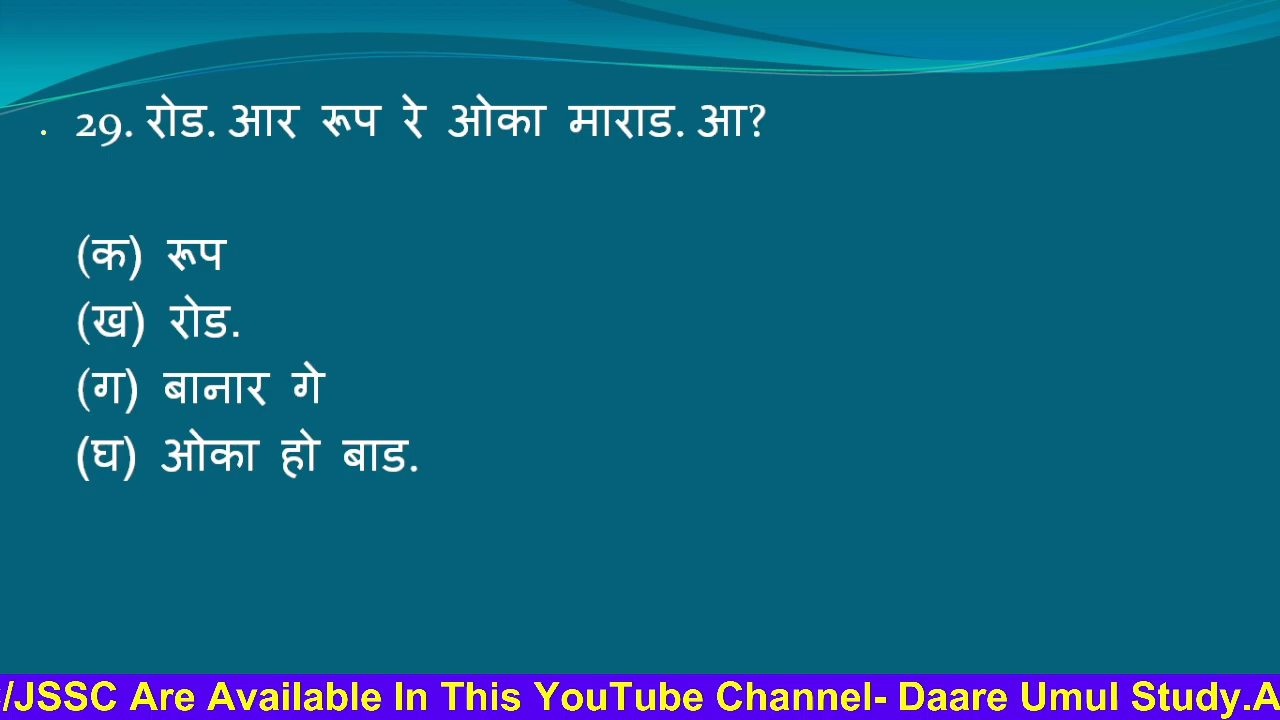 29. रोड. आर रूप रे ओका माराड. आ?
(क) रूप
(ख) रोड.
(ग) बानार गे
(घ) ओका हो बाड.
/JSSC Are Available In This YouTube Channel- Daare Umul Study.A